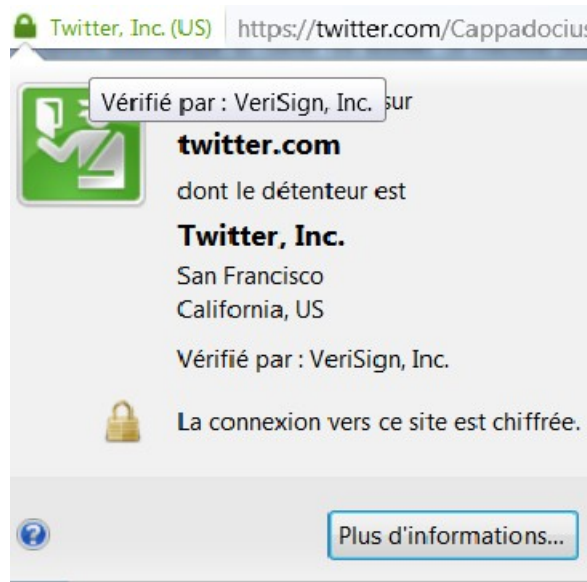 Twitter, Inc. (US) https://twitter.com/Cappadocius
Vérifié par : VeriSign, Inc. sur
twitter.com
dont le détenteur est
Twitter, Inc.
San Francisco
California, US
Vérifié par : VeriSign, Inc.
La connexion vers ce site est chiffrée.
Plus d'informations...